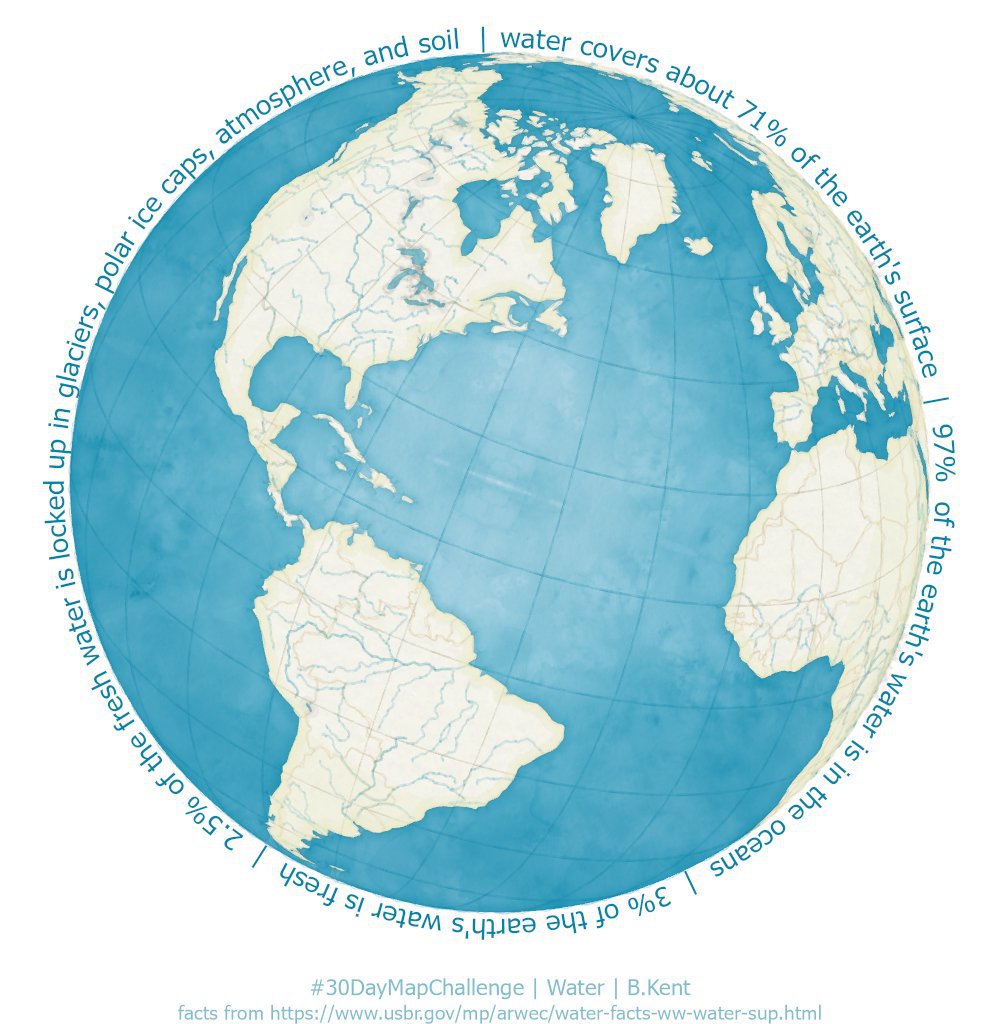 water covers about 71% of the earth's surface | 97% of the earth's water is in the oceans | 3% of the earth's water is fresh | 2.5% of the fresh water is locked up in glaciers, polar ice caps, atmosphere, and soil |
#30DayMapChallenge | Water | B.Kent
facts from https://www.usbr.gov/mp/arwec/water-facts-ww-water-sup.html